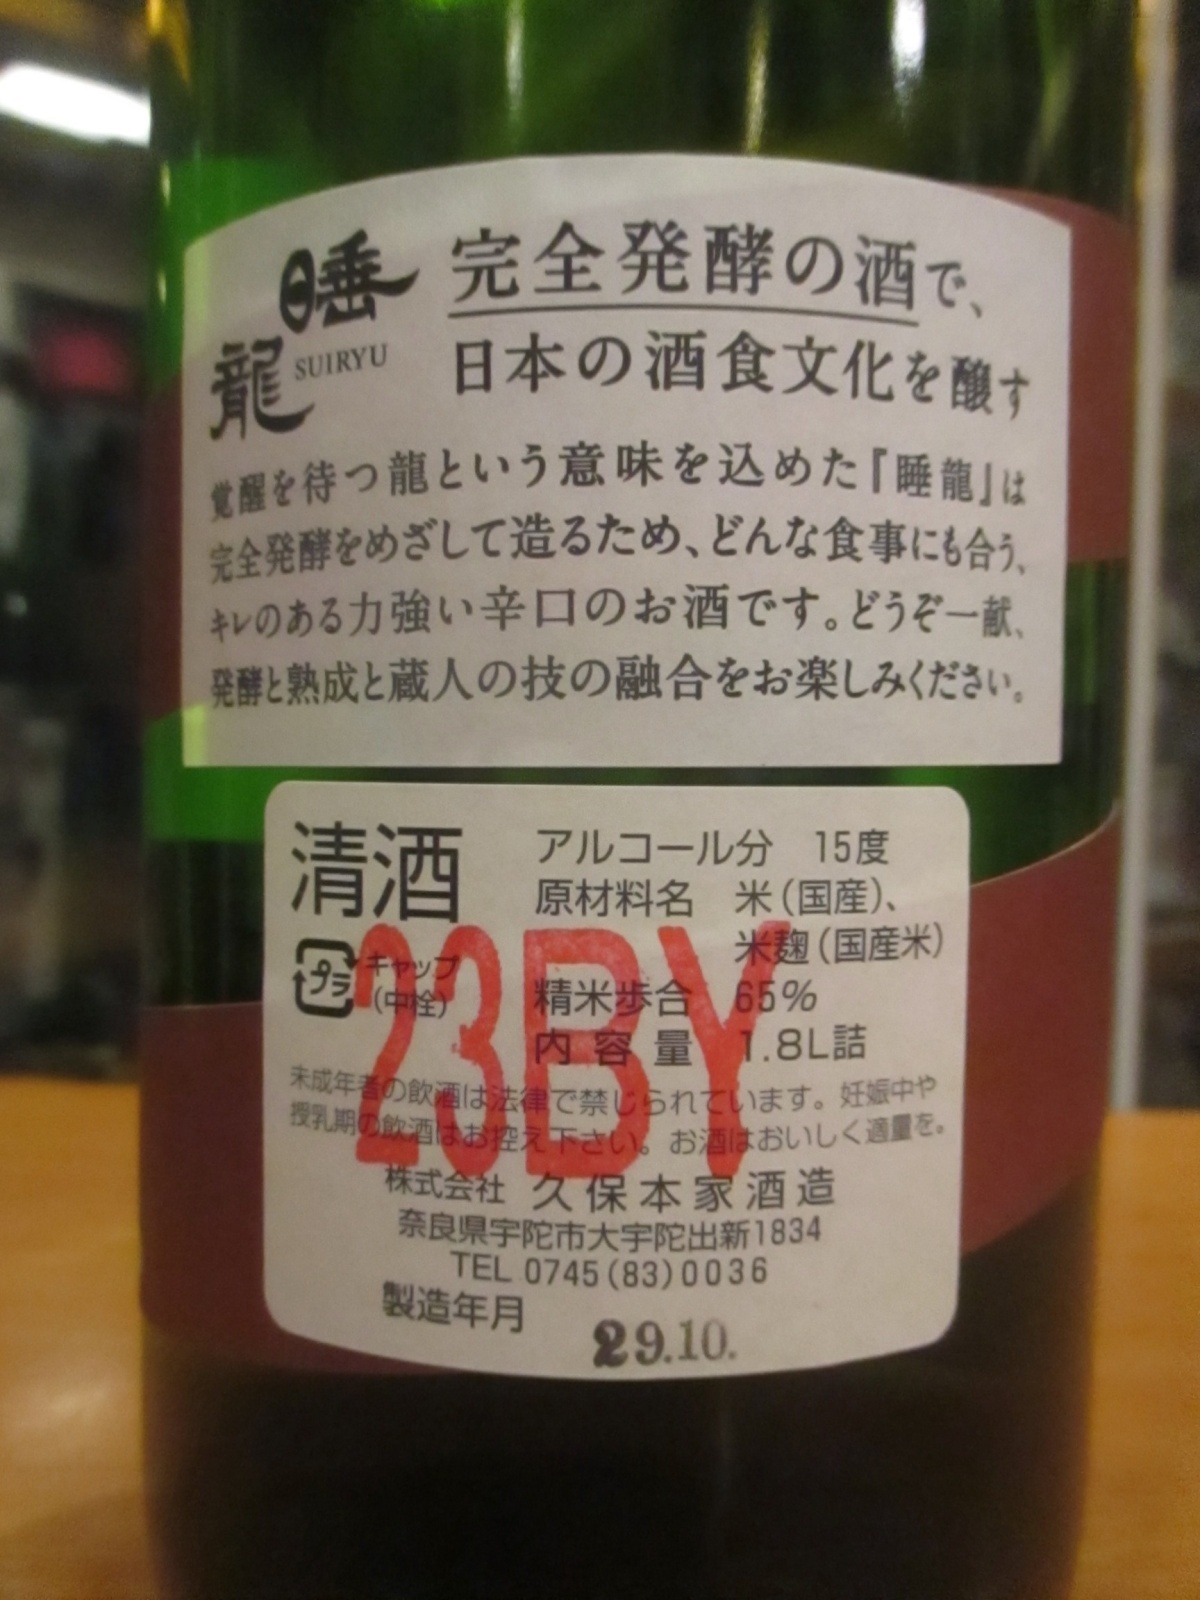 睡龍
SUIRYU
完全発酵の酒で、
日本の酒食文化を醸す
覚醒を待つ龍という意味を込めた『睡龍』は
完全発酵をめざして造るため、どんな食事にも合う、
キレのある力強い辛口のお酒です。どうぞ一献、
発酵と熟成と蔵人の技の融合をお楽しみください。
清酒
プラ
キャップ
(中栓)
アルコール分 15度
原材料名 米(国産)、
米麹(国産米)
精米歩合 65%
内容量 1.8L詰
23BY
未成年者の飲酒は法律で禁じられています。妊娠中や
授乳期の飲酒はお控え下さい。お酒はおいしく適量を。
株式会社 久保本家酒造
奈良県宇陀市大宇陀出新1834
TEL 0745(83)0036
製造年月
29.10.